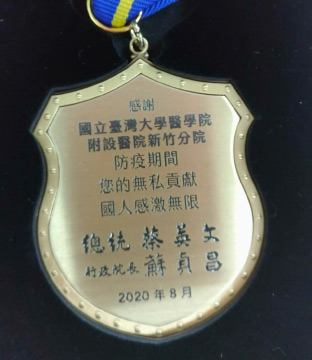 感謝
國立臺灣大學醫學院
附設醫院新竹分院
防疫期間
您的無私貢獻
國人感激無限
總統 蔡英文
行政院長 蘇貞昌
2020年8月